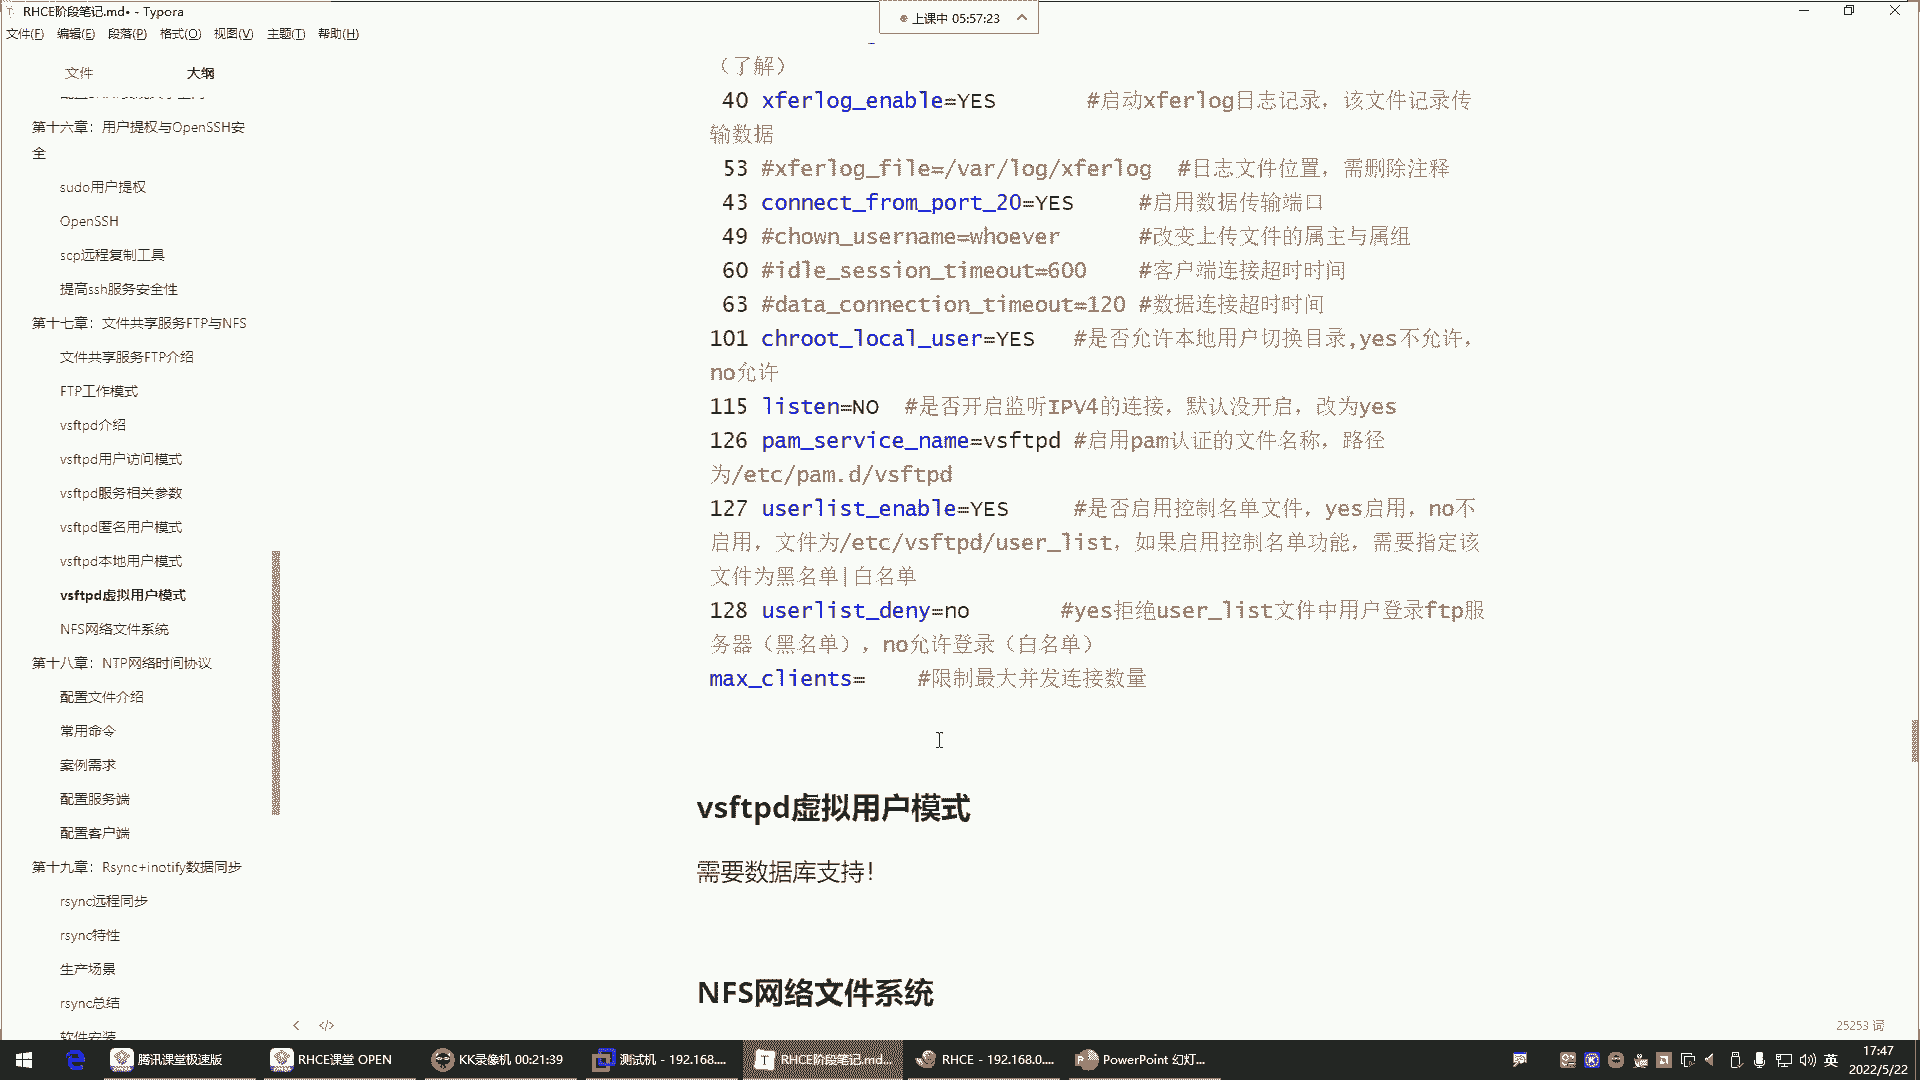 RHCE阶段笔记.md• - Typora
上课中 05:57:23
文件(F) 编辑(E) 段落(P) 格式(O) 视图(V) 主题(T) 帮助(H)
文件 大纲
第十六章：用户提权与OpenSSH安
全
sudo用户提权
OpenSSH
scp远程复制工具
提高ssh服务安全性
第十七章：文件共享服务FTP与NFS
文件共享服务FTP介绍
FTP工作模式
vsftpd介绍
vsftpd用户访问模式
vsftpd服务相关参数
vsftpd匿名用户模式
vsftpd本地用户模式
vsftpd虚拟用户模式
NFS网络文件系统
第十八章：NTP网络时间协议
配置文件介绍
常用命令
案例需求
配置服务端
配置客户端
第十九章：Rsync+inotify数据同步
rsync远程同步
rsync特性
生产场景
rsync总结
软件安装
（了解）
40 xferlog_enable=YES #启动xferlog日志记录，该文件记录传
输数据
53 #xferlog_file=/var/log/xferlog #日志文件位置，需删除注释
43 connect_from_port_20=YES #启用数据传输端口
49 #chown_username=whoever #改变上传文件的属主与属组
60 #idle_session_timeout=600 #客户端连接超时时间
63 #data_connection_timeout=120 #数据连接超时时间
101 chroot_local_user=YES #是否允许本地用户切换目录,yes不允许，
no允许
115 listen=NO #是否开启监听IPV4的连接，默认没开启，改为yes
126 pam_service_name=vsftpd #启用pam认证的文件名称，路径
为/etc/pam.d/vsftpd
127 userlist_enable=YES #是否启用控制名单文件，yes启用，no不
启用，文件为/etc/vsftpd/user_list，如果启用控制名单功能，需要指定该
文件为黑名单|白名单
128 userlist_deny=no #yes拒绝user_list文件中用户登录ftp服
务器（黑名单），no允许登录（白名单）
max_clients= #限制最大并发连接数量
vsftpd虚拟用户模式
需要数据库支持！
NFS网络文件系统
25253 词
腾讯课堂极速版 RHCE课堂 OPEN KK录像机 00:21:39 测试机 - 192.168.... RHCE阶段笔记.md... RHCE - 192.168.0.... PowerPoint 幻灯... 英 17:47
2022/5/22